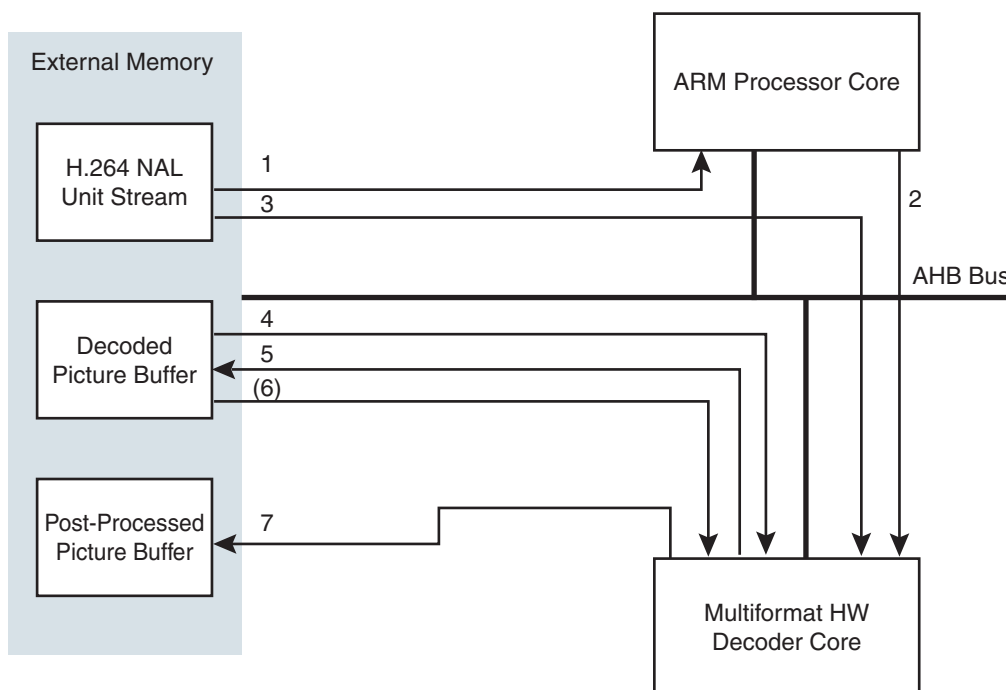 External Memory
ARM Processor Core
H.264 NAL
Unit Stream
1
3
2
AHB Bus
Decoded
Picture Buffer
4
5
(6)
Post-Processed
Picture Buffer
7
Multiformat HW
Decoder Core